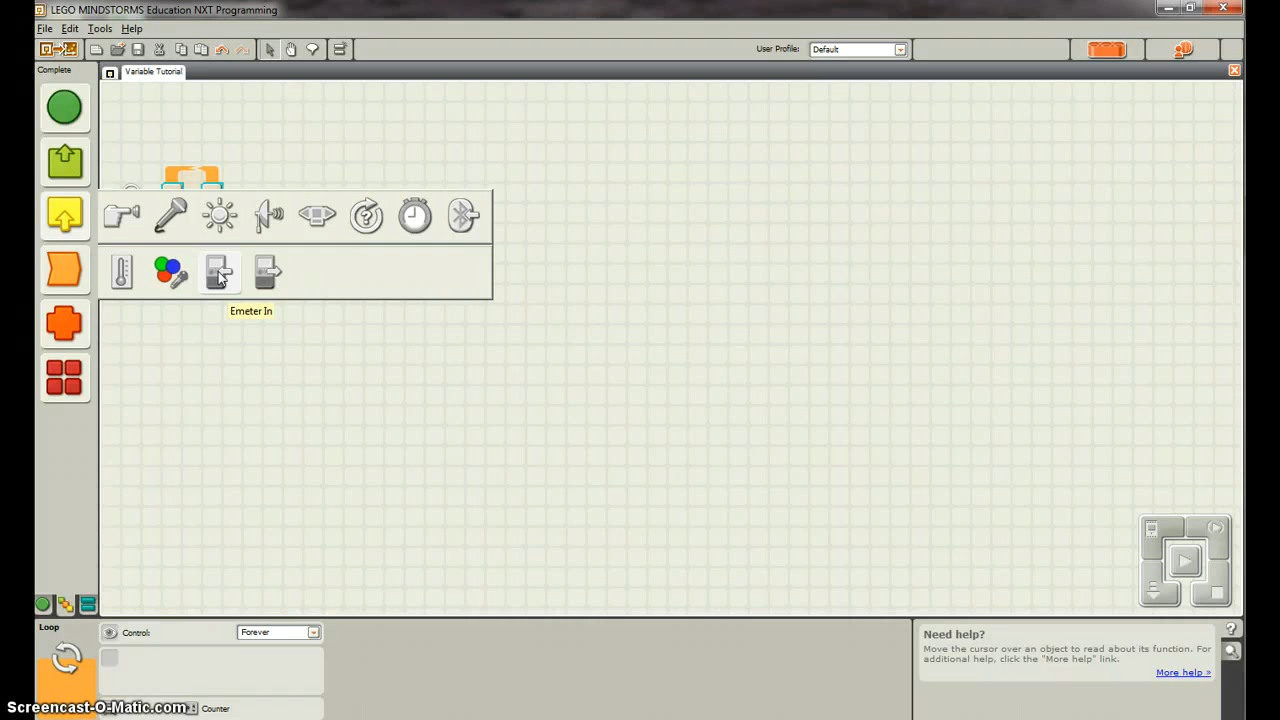 LEGO MINDSTORMS Education NXT Programming
File Edit Tools Help
User Profile: Default
Complete
Variable Tutorial
Emeter In
Loop
Control:
Forever
Counter
Need help?
Move the cursor over an object to read about its function. For
additional help, click the "More help" link.
More help »
?
Screencast-O-Matic.com